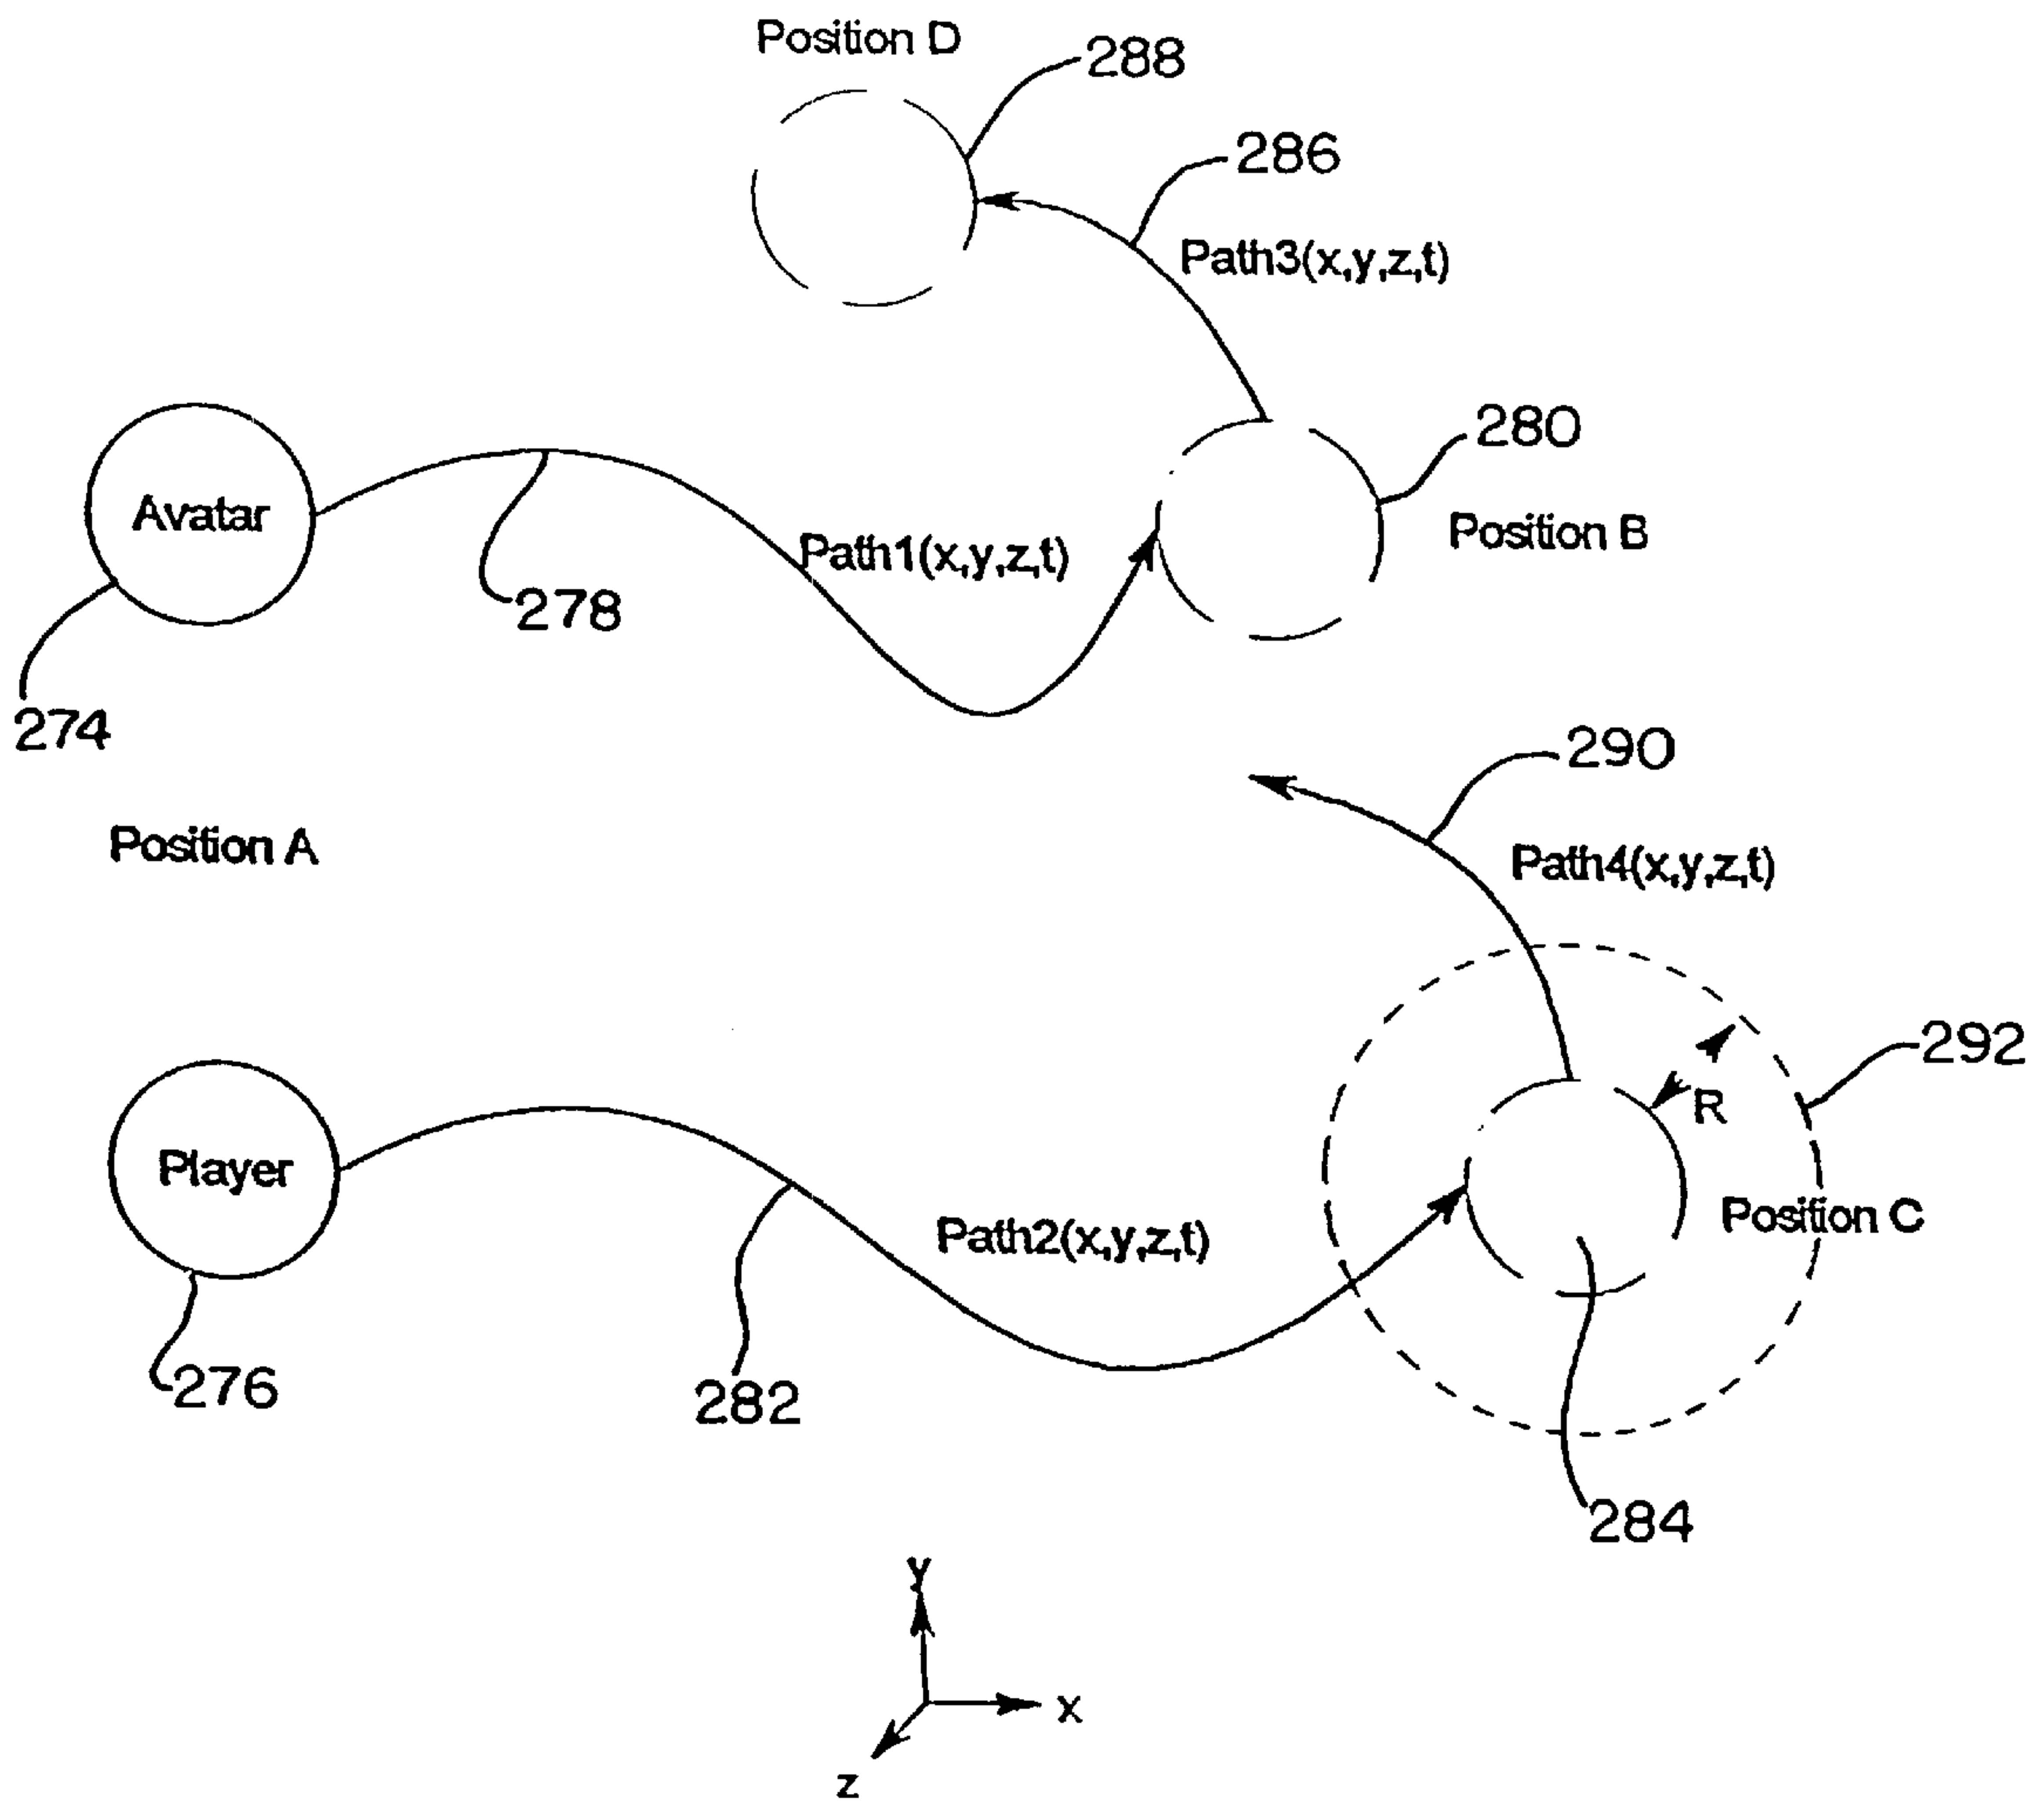 Position D
288
286
Path3(x,y,z,t)
280
Avatar
Position B
Path1(x,y,z,t)
278
274
290
Position A
Path4(x,y,z,t)
292
R
Player
Position C
Path2(x,y,z,t)
276
282
284
y
x
z